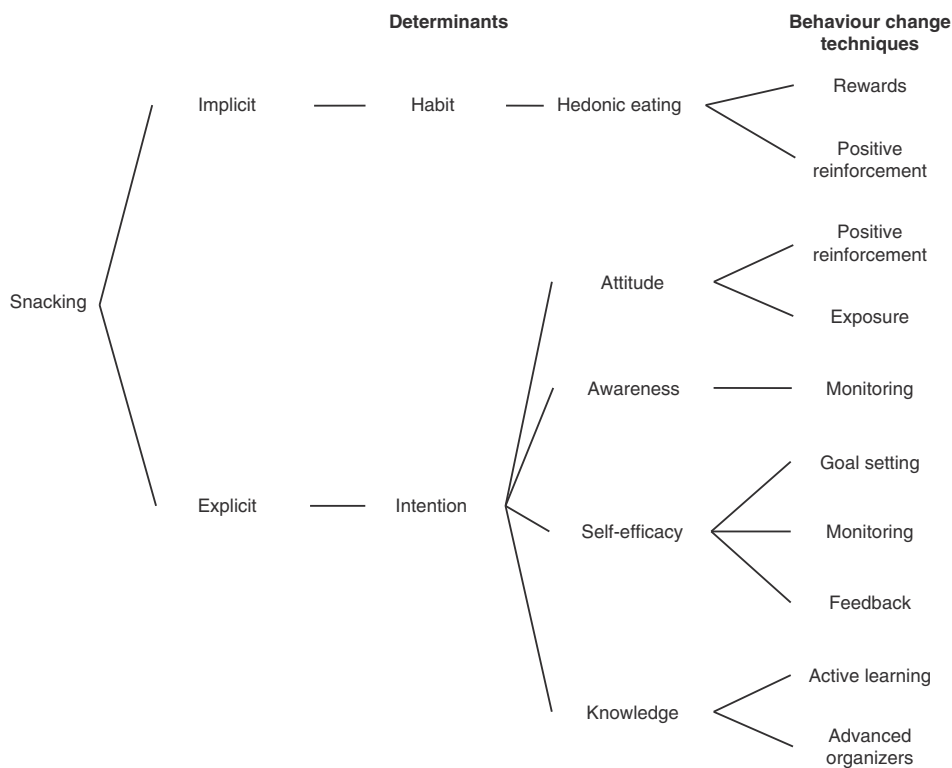 Determinants
Behaviour change
techniques
Implicit
Habit
Hedonic eating
Rewards
Positive
reinforcement
Snacking
Explicit
Intention
Attitude
Positive
reinforcement
Exposure
Awareness
Monitoring
Self-efficacy
Goal setting
Monitoring
Feedback
Knowledge
Active learning
Advanced
organizers